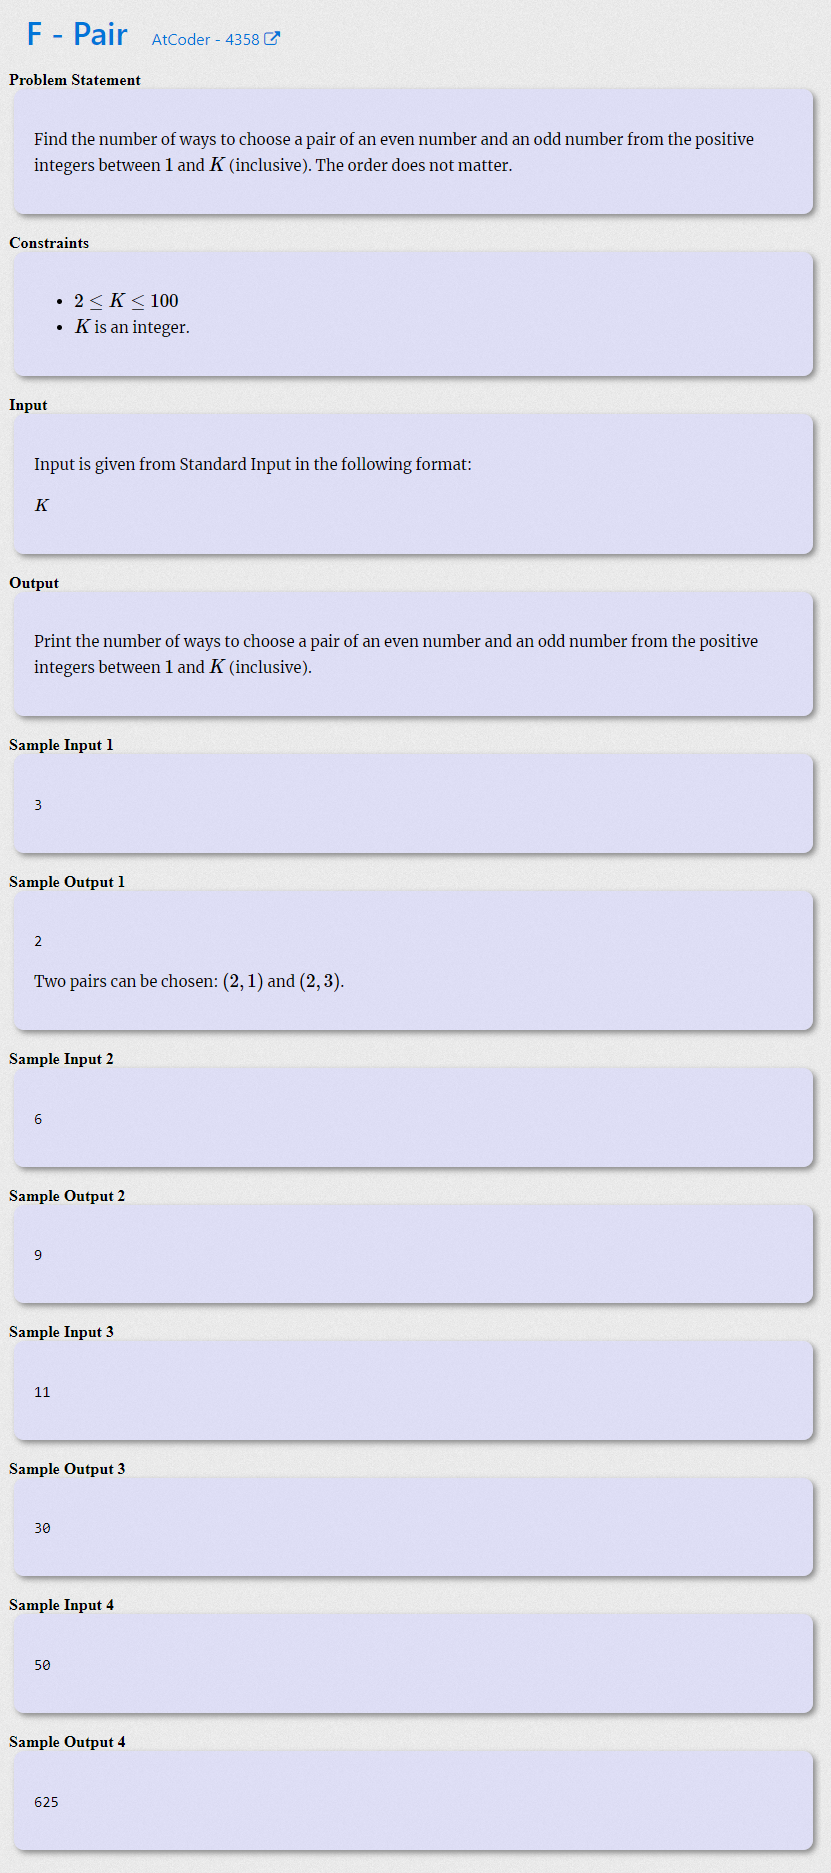 F - Pair AtCoder - 4358
Problem Statement
Find the number of ways to choose a pair of an even number and an odd number from the positive
integers between 1 and K (inclusive). The order does not matter.
Constraints
• 2 ≤ K ≤ 100
• K is an integer.
Input
Input is given from Standard Input in the following format:
K
Output
Print the number of ways to choose a pair of an even number and an odd number from the positive
integers between 1 and K (inclusive).
Sample Input 1
3
Sample Output 1
2
Two pairs can be chosen: (2, 1) and (2, 3).
Sample Input 2
6
Sample Output 2
9
Sample Input 3
11
Sample Output 3
30
Sample Input 4
50
Sample Output 4
625